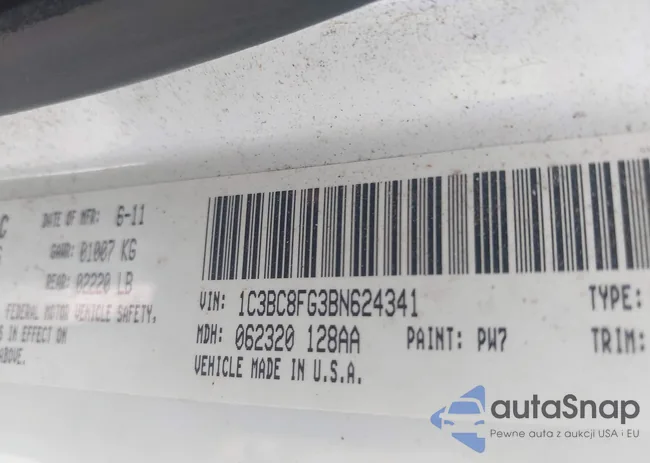 C DATE OF MFR: 6-11
GAWR: 01007 KG
REAR: 02220 LB
FEDERAL MOTOR VEHICLE SAFETY,
S IN EFFECT ON
ABOVE.
VIN: 1C3BC8FG3BN624341 TYPE:
MDH: 062320 128AA PAINT: PW7 TRIM:
VEHICLE MADE IN U.S.A.
autaSnap
Pewne auta z aukcji USA i EU